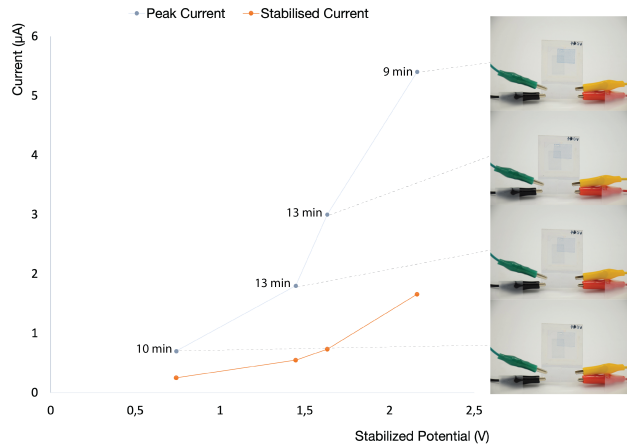 Peak Current
Stabilised Current
Current (µA)
6
5
4
3
2
1
0
9 min
13 min
13 min
10 min
0
0,5
1
1,5
2
2,5
Stabilized Potential (V)